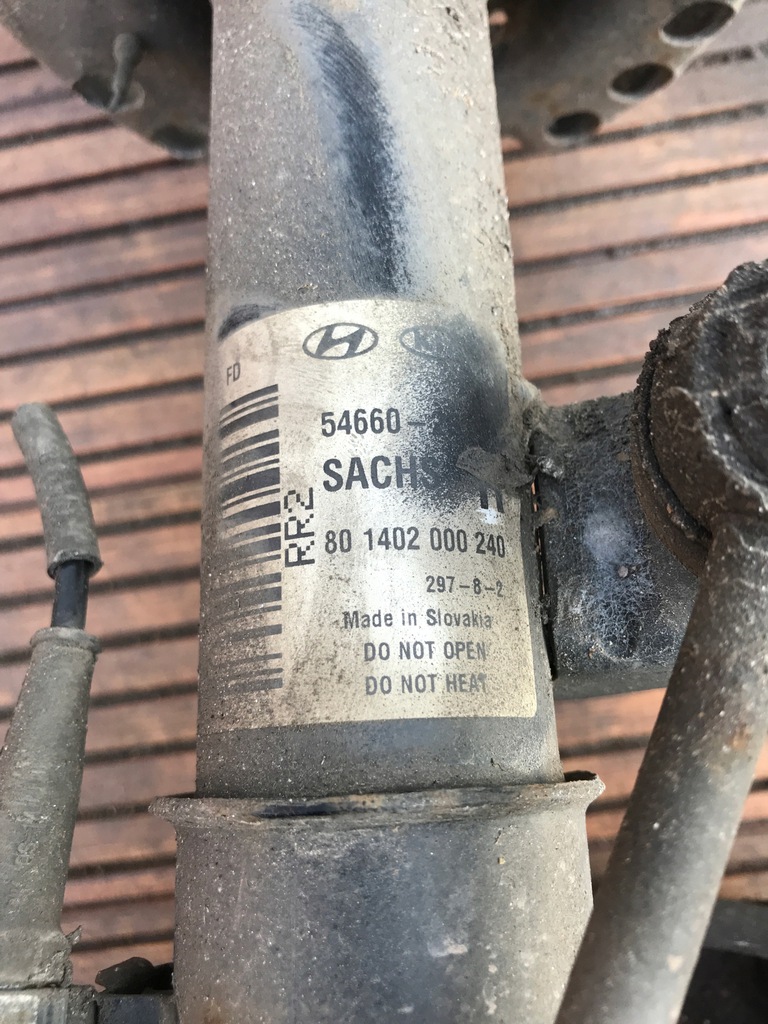 KIA
FD
54660-
SACHS
RR2
80 1402 000 240
297-8-2
Made in Slovakia
DO NOT OPEN
DO NOT HEAT